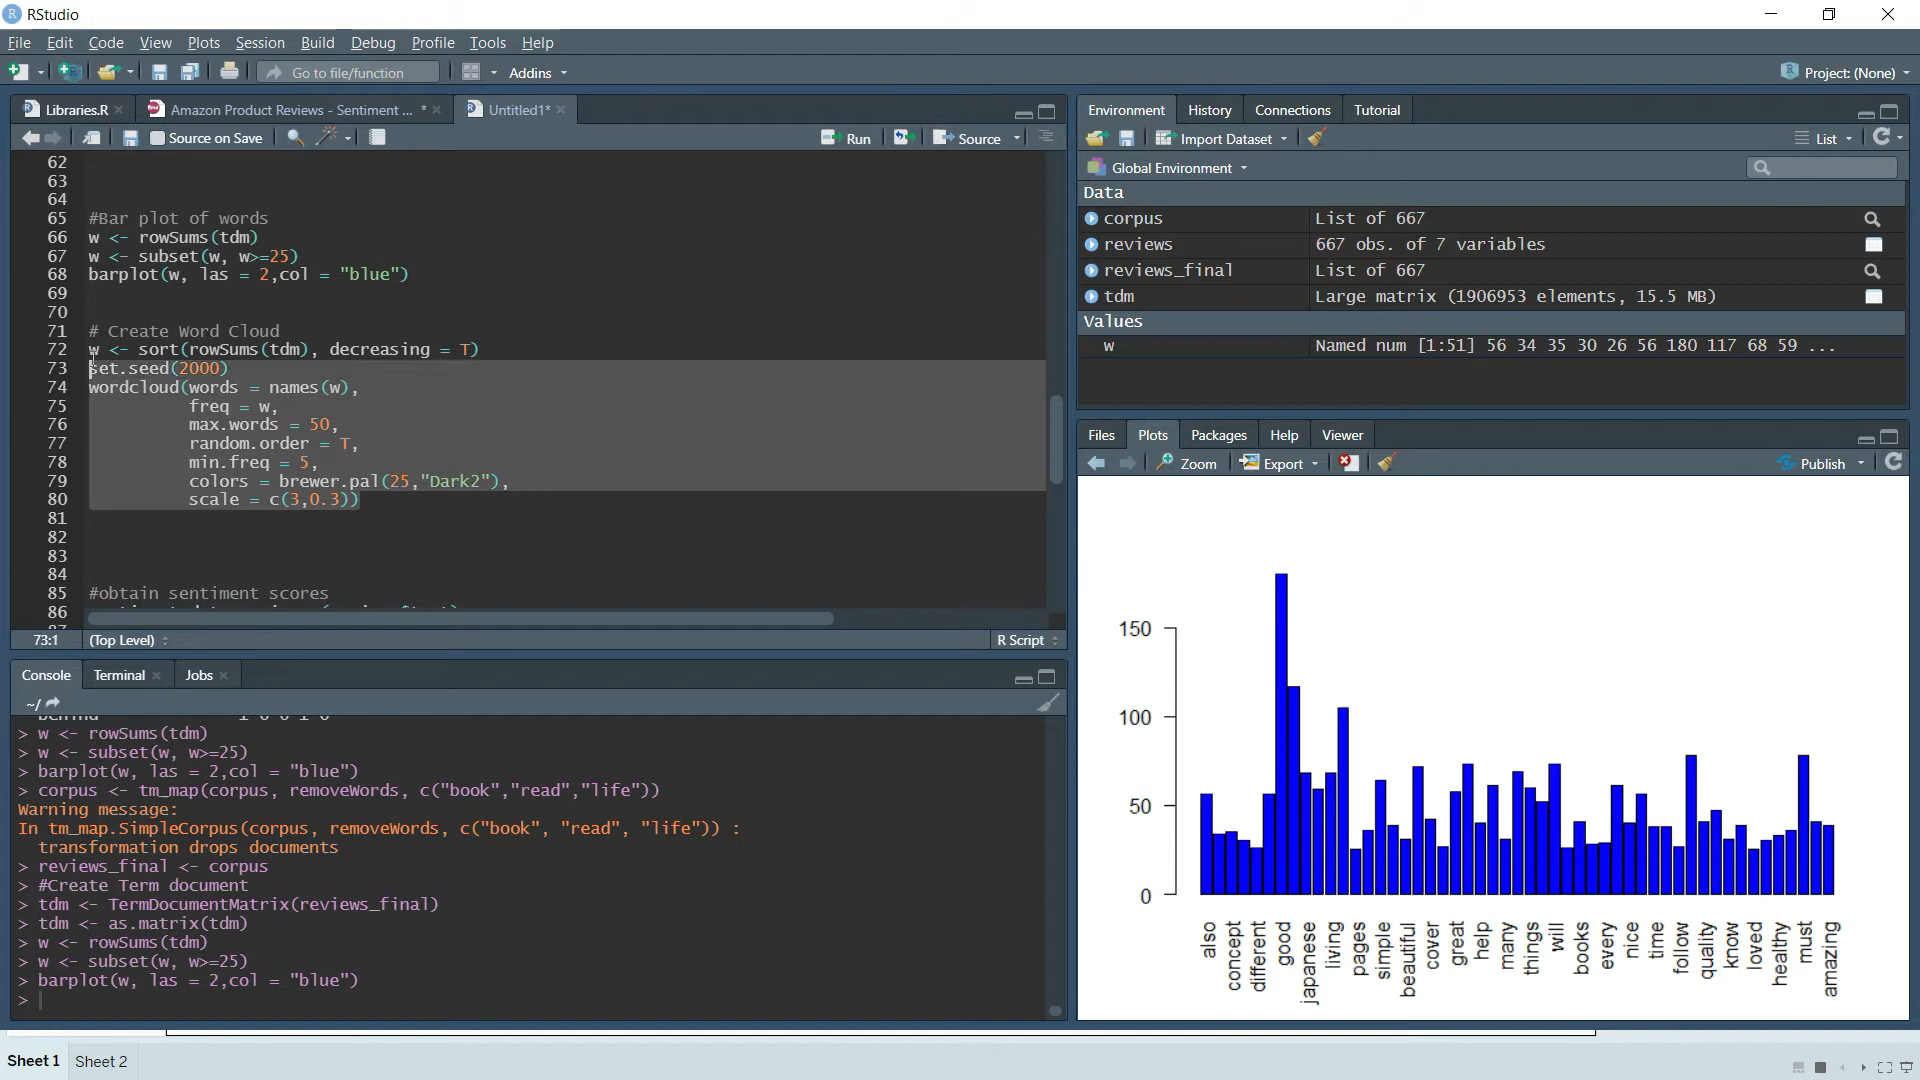 RStudio
File Edit Code View Plots Session Build Debug Profile Tools Help
Go to file/function Addins Project: (None)
Libraries.R Amazon Product Reviews - Sentiment ... * Untitled1*
Source on Save Run Source
62
63
64
65 #Bar plot of words
66 w <- rowSums(tdm)
67 w <- subset(w, w>=25)
68 barplot(w, las = 2,col = "blue")
69
70
71 # Create Word Cloud
72 w <- sort(rowSums(tdm), decreasing = T)
73 set.seed(2000)
74 wordcloud(words = names(w),
75 freq = w,
76 max.words = 50,
77 random.order = T,
78 min.freq = 5,
79 colors = brewer.pal(25,"Dark2"),
80 scale = c(3,0.3))
81
82
83
84
85 #obtain sentiment scores
86
73:1 (Top Level) R Script
Console Terminal Jobs
~/
> w <- rowSums(tdm)
> w <- subset(w, w>=25)
> barplot(w, las = 2,col = "blue")
> corpus <- tm_map(corpus, removeWords, c("book","read","life"))
Warning message:
In tm_map.SimpleCorpus(corpus, removeWords, c("book", "read", "life")) :
transformation drops documents
> reviews_final <- corpus
> #Create Term document
> tdm <- TermDocumentMatrix(reviews_final)
> tdm <- as.matrix(tdm)
> w <- rowSums(tdm)
> w <- subset(w, w>=25)
> barplot(w, las = 2,col = "blue")
>
Environment History Connections Tutorial
Import Dataset List
Global Environment
Data
corpus List of 667
reviews 667 obs. of 7 variables
reviews_final List of 667
tdm Large matrix (1906953 elements, 15.5 MB)
Values
w Named num [1:51] 56 34 35 30 26 56 180 117 68 59 ...
Files Plots Packages Help Viewer
Zoom Export Publish
150
100
50
0
also concept different good japanese living pages simple beautiful cover great help many things will books every nice time follow quality know loved healthy must amazing
Sheet 1 Sheet 2